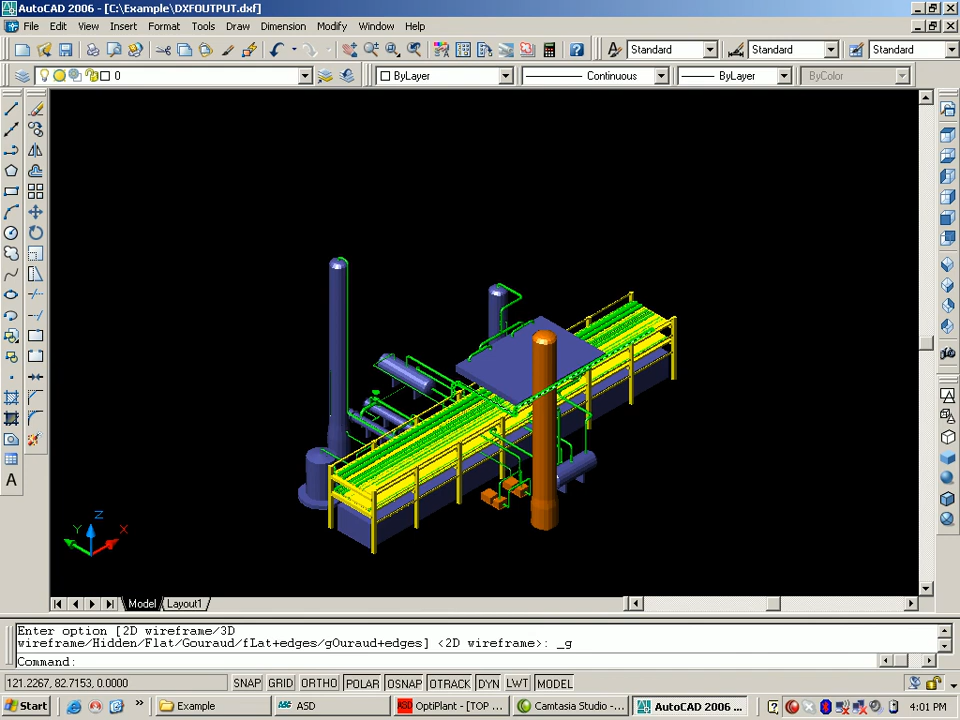 AutoCAD 2006 - [C:\Example\DXFOUTPUT.dxf]
File Edit View Insert Format Tools Draw Dimension Modify Window Help
Standard Standard Standard
0 ByLayer Continuous ByLayer ByColor
A
Z
Y X
Model Layout1
Enter option [2D wireframe/3D
wireframe/Hidden/Flat/Gouraud/fLat+edges/gOuraud+edges] <2D wireframe>: _g
Command:
121.2267, 82.7153, 0.0000 SNAP GRID ORTHO POLAR OSNAP OTRACK DYN LWT MODEL
Start Example ASD OptiPlant - [TOP ... Camtasia Studio -... AutoCAD 2006 ... 4:01 PM